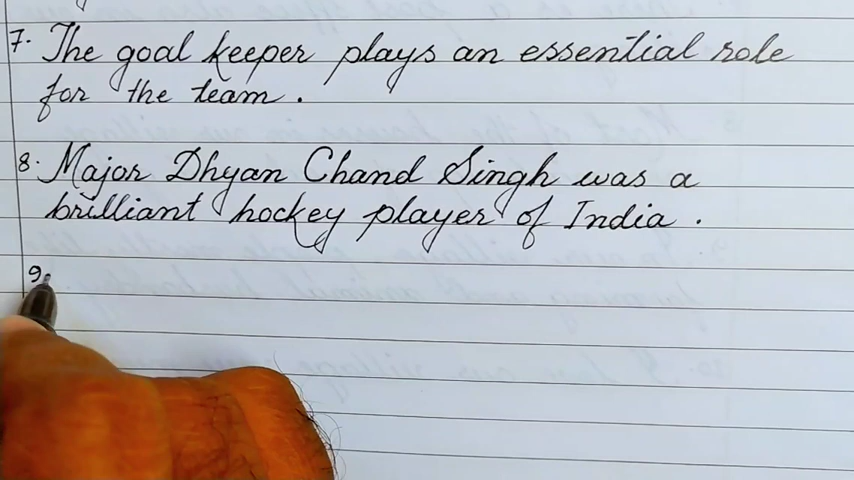 7. The goal keeper plays an essential role
for the team.
8. Major Dhyan Chand Singh was a
brilliant hockey player of India.
9.